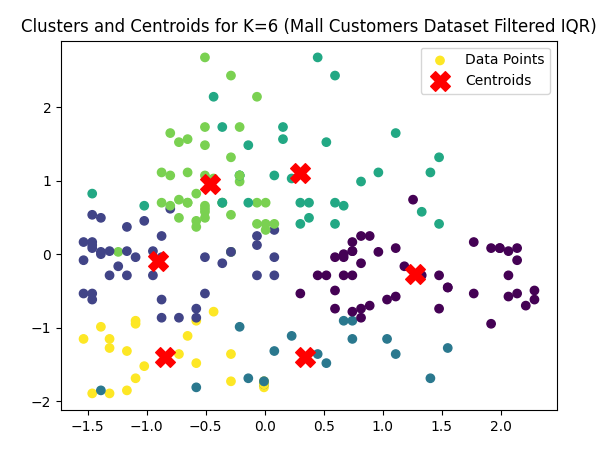 Clusters and Centroids for K=6 (Mall Customers Dataset Filtered IQR)
Data Points
Centroids
2
1
0
−1
−2
−1.5 −1.0 −0.5 0.0 0.5 1.0 1.5 2.0